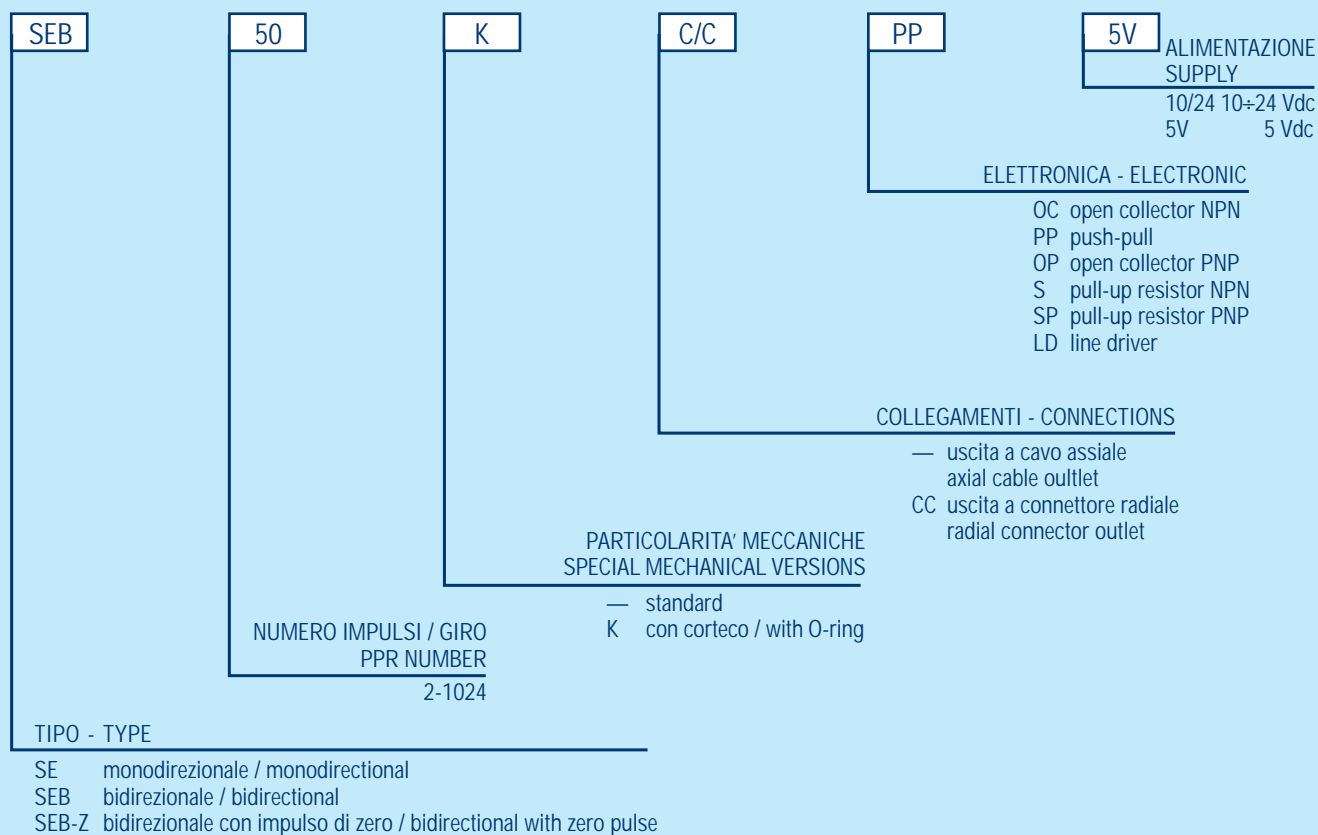 SEB 50 K C/C PP 5V
ALIMENTAZIONE
SUPPLY
10/24 10÷24 Vdc
5V 5 Vdc
ELETTRONICA - ELECTRONIC
OC open collector NPN
PP push-pull
OP open collector PNP
S pull-up resistor NPN
SP pull-up resistor PNP
LD line driver
COLLEGAMENTI - CONNECTIONS
— uscita a cavo assiale
axial cable oultlet
CC uscita a connettore radiale
radial connector outlet
PARTICOLARITA' MECCANICHE
SPECIAL MECHANICAL VERSIONS
— standard
K con corteco / with O-ring
NUMERO IMPULSI / GIRO
PPR NUMBER
2-1024
TIPO - TYPE
SE monodirezionale / monodirectional
SEB bidirezionale / bidirectional
SEB-Z bidirezionale con impulso di zero / bidirectional with zero pulse